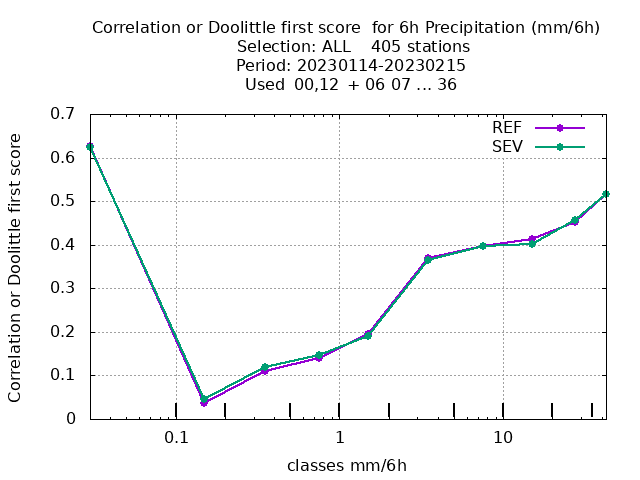 Correlation or Doolittle first score  for 6h Precipitation (mm/6h)
Selection: ALL    405 stations
Period: 20230114-20230215
Used  00,12  + 06 07 ... 36
REF
SEV
Correlation or Doolittle first score
0.7
0.6
0.5
0.4
0.3
0.2
0.1
0
0.1 1 10
classes mm/6h